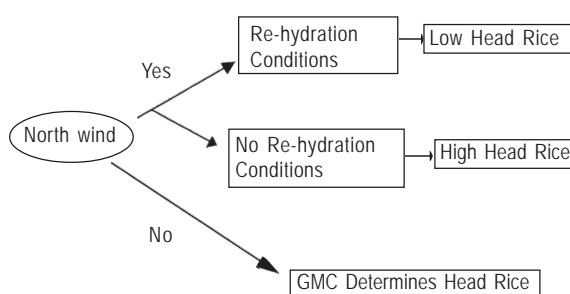 Re-hydration
Conditions
Low Head Rice
Yes
North wind
No Re-hydration
Conditions
High Head Rice
No
GMC Determines Head Rice